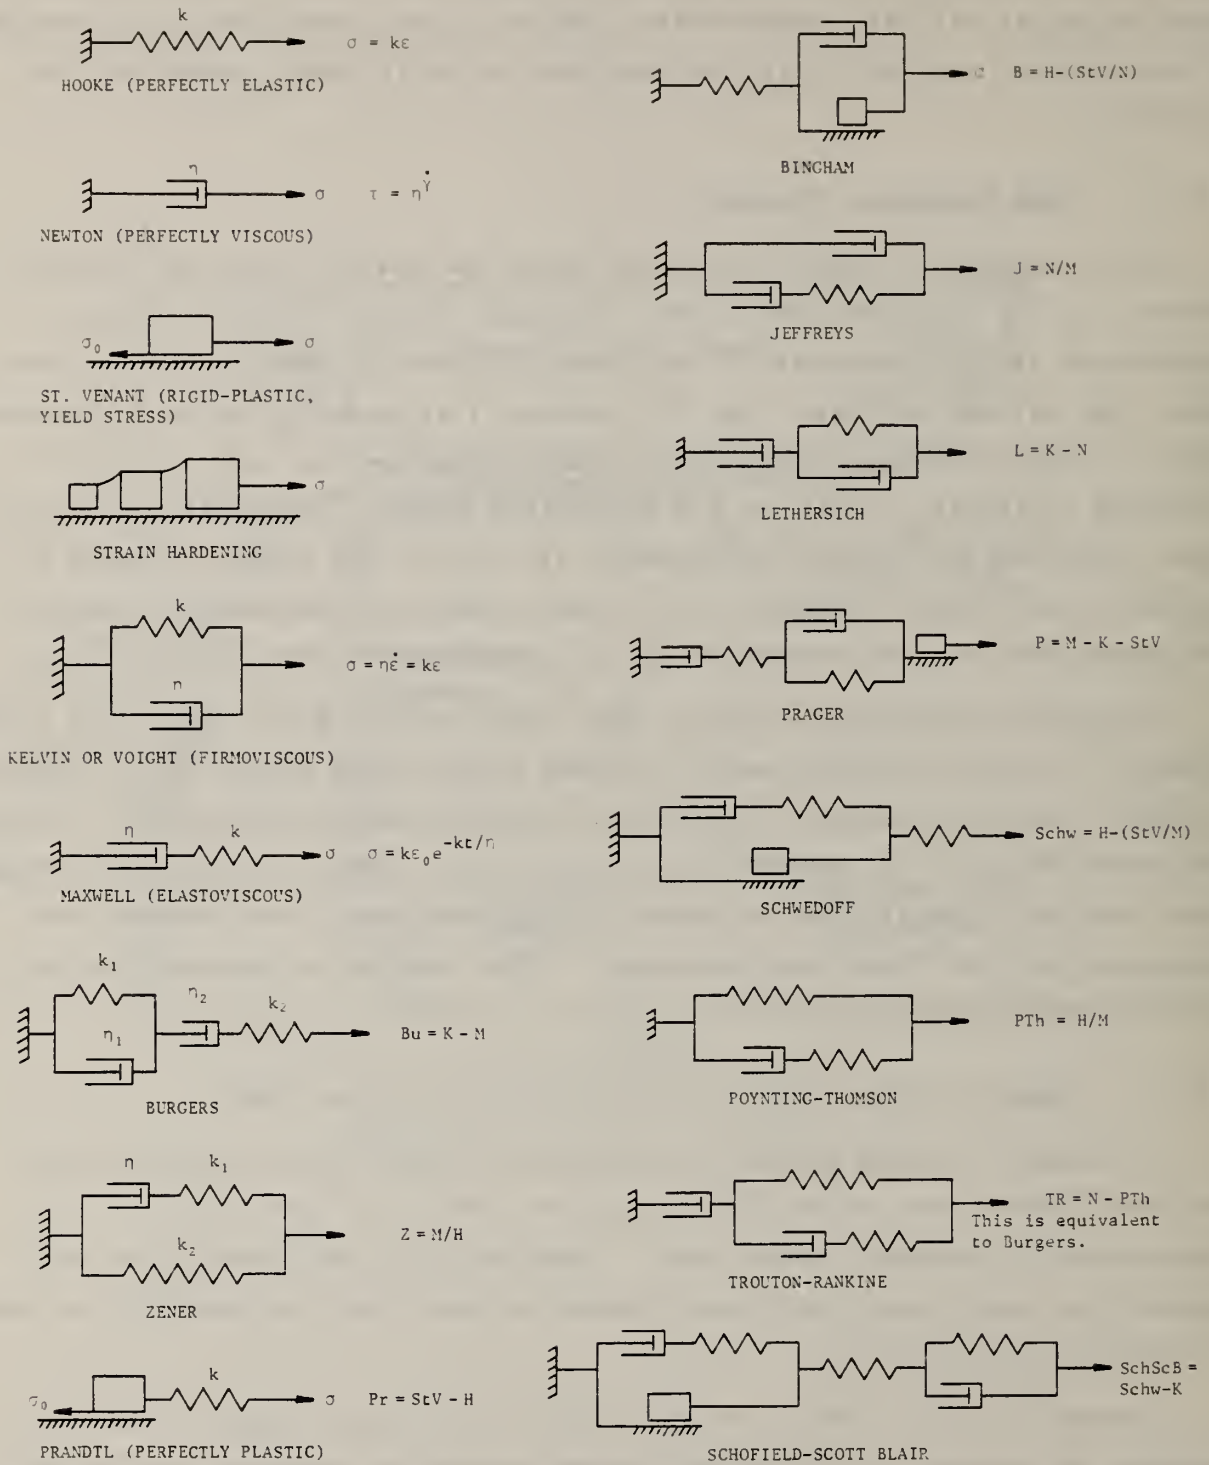 k
σ = kε
HOOKE (PERFECTLY ELASTIC)
η
σ τ = ηγ̇
NEWTON (PERFECTLY VISCOUS)
σ₀ σ
ST. VENANT (RIGID-PLASTIC,
YIELD STRESS)
σ
STRAIN HARDENING
k
σ = ηε̇ = kε
n
KELVIN OR VOIGHT (FIRMOVISCOUS)
η k
σ σ = kε₀e^-kt/η
MAXWELL (ELASTOVISCOUS)
k₁
η₂ k₂
η₁ Bu = K - M
BURGERS
η k₁
k₂ Z = M/H
ZENER
k
σ₀ σ Pr = StV - H
PRANDTL (PERFECTLY PLASTIC)
σ B = H-(StV/N)
BINGHAM
J = N/M
JEFFREYS
L = K - N
LETHERSICH
P = M - K - StV
PRAGER
Schw = H-(StV/M)
SCHWEDOFF
PTh = H/M
POYNTING-THOMSON
TR = N - PTh
This is equivalent
to Burgers.
TROUTON-RANKINE
SchScB =
Schw-K
SCHOFIELD-SCOTT BLAIR